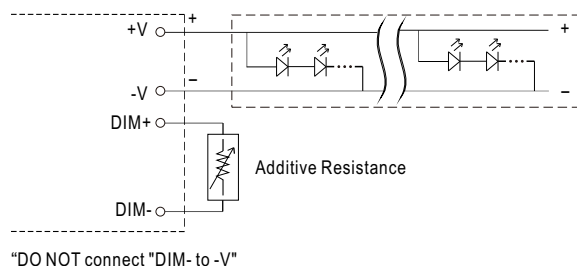 +V
+
+
-V
−
−
DIM+
Additive Resistance
DIM-
“DO NOT connect "DIM- to -V"